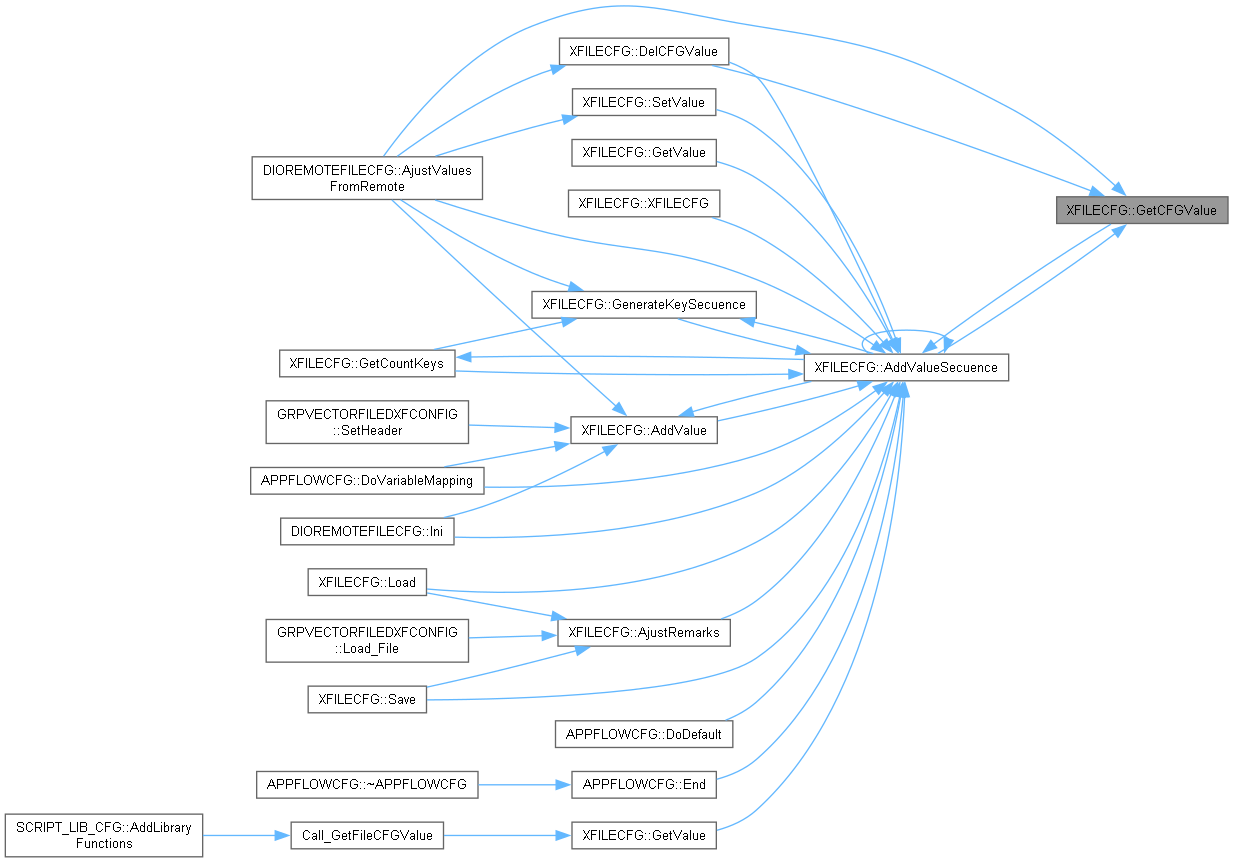 XFILECFG::DelCFGValue
XFILECFG::SetValue
XFILECFG::GetValue
DIOREMOTEFILECFG::AjustValues
FromRemote
XFILECFG::XFILECFG
XFILECFG::GetCFGValue
XFILECFG::GenerateKeySecuence
XFILECFG::GetCountKeys
XFILECFG::AddValueSecuence
GRPVECTORFILEDXFCONFIG
::SetHeader
XFILECFG::AddValue
APPFLOWCFG::DoVariableMapping
DIOREMOTEFILECFG::Ini
XFILECFG::Load
GRPVECTORFILEDXFCONFIG
::Load_File
XFILECFG::AjustRemarks
XFILECFG::Save
APPFLOWCFG::DoDefault
APPFLOWCFG::~APPFLOWCFG
APPFLOWCFG::End
SCRIPT_LIB_CFG::AddLibrary
Functions
Call_GetFileCFGValue
XFILECFG::GetValue